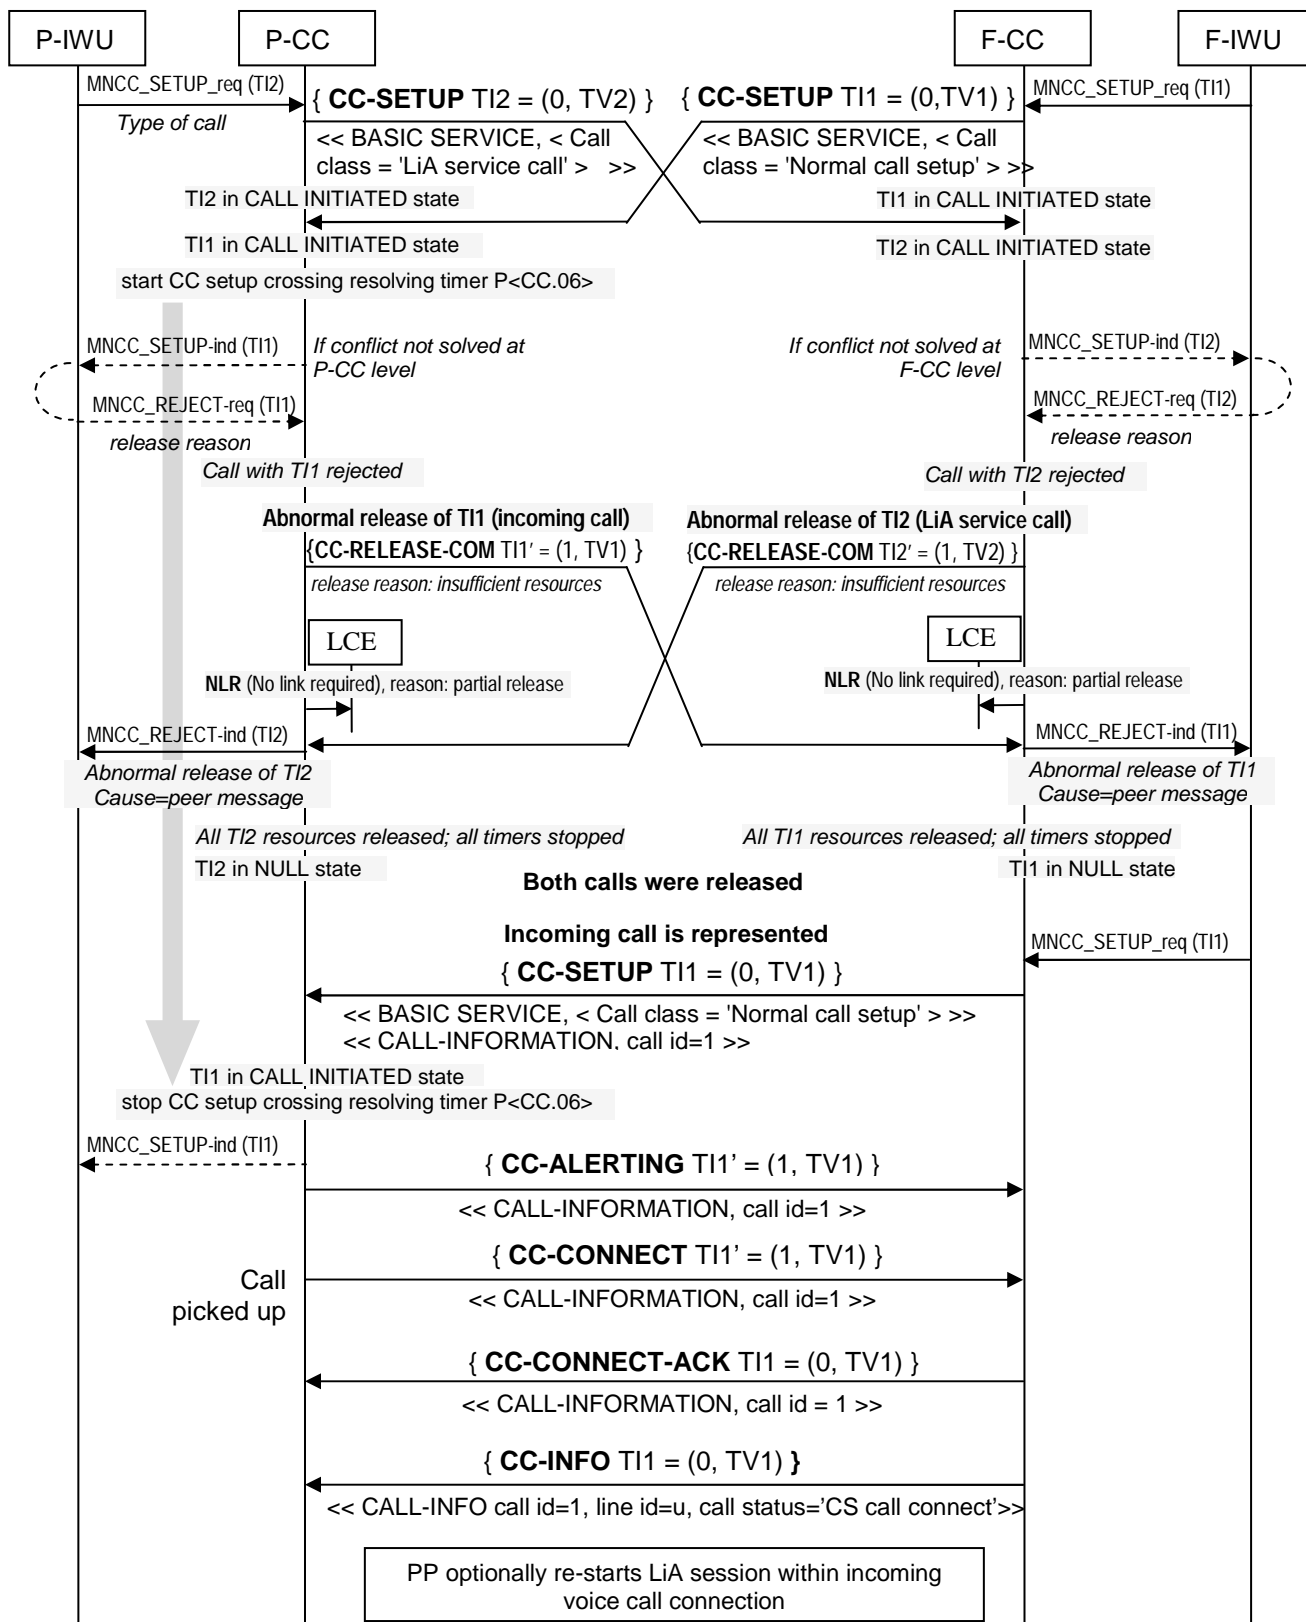 P-IWU
P-CC
F-CC
F-IWU
MNCC_SETUP_req (TI2)
Type of call
{ CC-SETUP TI2 = (0, TV2) }
{ CC-SETUP TI1 = (0,TV1) }
MNCC_SETUP_req (TI1)
<< BASIC SERVICE, < Call
class = 'LiA service call' > >>
<< BASIC SERVICE, < Call
class = 'Normal call setup' > >>
TI2 in CALL INITIATED state
TI1 in CALL INITIATED state
TI1 in CALL INITIATED state
TI2 in CALL INITIATED state
start CC setup crossing resolving timer P<CC.06>
MNCC_SETUP-ind (TI1)
If conflict not solved at
P-CC level
If conflict not solved at
F-CC level
MNCC_SETUP-ind (TI2)
MNCC_REJECT-req (TI1)
release reason
MNCC_REJECT-req (TI2)
release reason
Call with TI1 rejected
Call with TI2 rejected
Abnormal release of TI1 (incoming call)
Abnormal release of TI2 (LiA service call)
{CC-RELEASE-COM TI1’ = (1, TV1) }
{CC-RELEASE-COM TI2’ = (1, TV2) }
release reason: insufficient resources
release reason: insufficient resources
LCE
LCE
NLR (No link required), reason: partial release
NLR (No link required), reason: partial release
MNCC_REJECT-ind (TI2)
MNCC_REJECT-ind (TI1)
Abnormal release of TI2
Cause=peer message
Abnormal release of TI1
Cause=peer message
All TI2 resources released; all timers stopped
All TI1 resources released; all timers stopped
TI2 in NULL state
TI1 in NULL state
Both calls were released
Incoming call is represented
MNCC_SETUP_req (TI1)
{ CC-SETUP TI1 = (0, TV1) }
<< BASIC SERVICE, < Call class = 'Normal call setup' > >>
<< CALL-INFORMATION, call id=1 >>
TI1 in CALL INITIATED state
stop CC setup crossing resolving timer P<CC.06>
MNCC_SETUP-ind (TI1)
{ CC-ALERTING TI1’ = (1, TV1) }
<< CALL-INFORMATION, call id=1 >>
{ CC-CONNECT TI1’ = (1, TV1) }
Call
picked up
<< CALL-INFORMATION, call id=1 >>
{ CC-CONNECT-ACK TI1 = (0, TV1) }
<< CALL-INFORMATION, call id = 1 >>
{ CC-INFO TI1 = (0, TV1) }
<< CALL-INFO call id=1, line id=u, call status=’CS call connect’>>
PP optionally re-starts LiA session within incoming
voice call connection